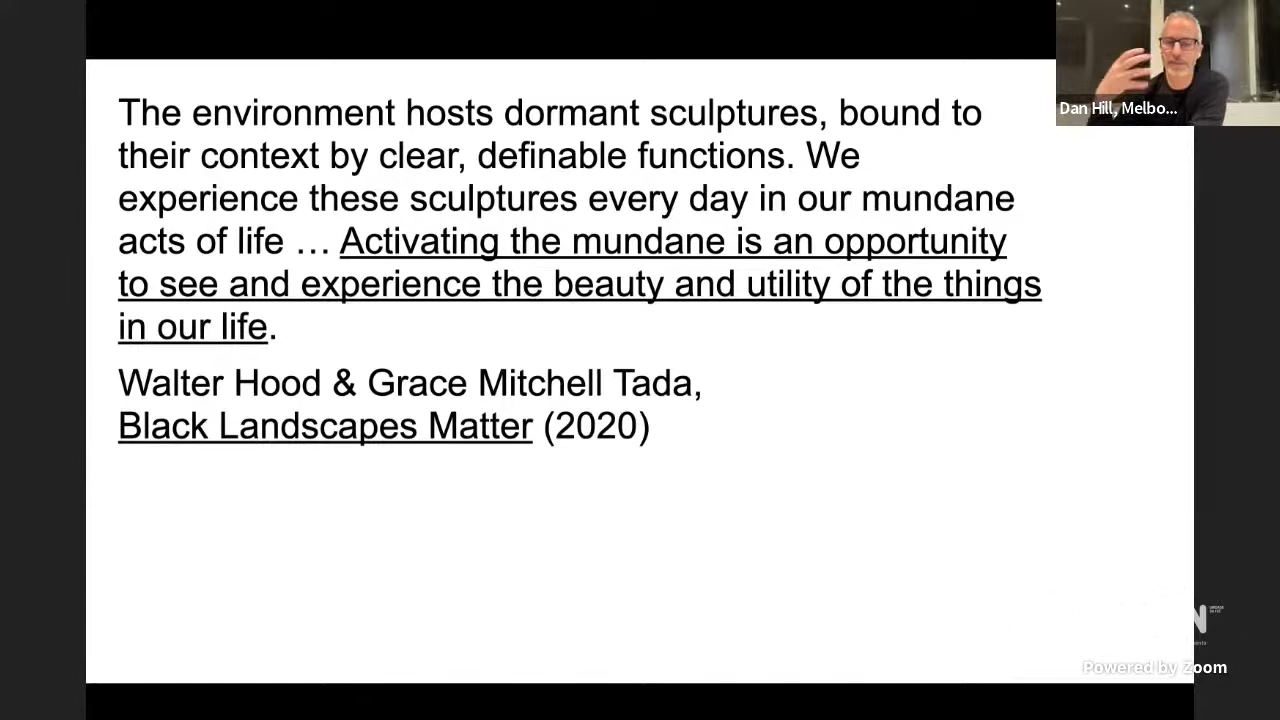 The environment hosts dormant sculptures, bound to
their context by clear, definable functions. We
experience these sculptures every day in our mundane
acts of life … Activating the mundane is an opportunity
to see and experience the beauty and utility of the things
in our life.
Walter Hood & Grace Mitchell Tada,
Black Landscapes Matter (2020)
Dan Hill, Melbo...
N
Powered by Zoom